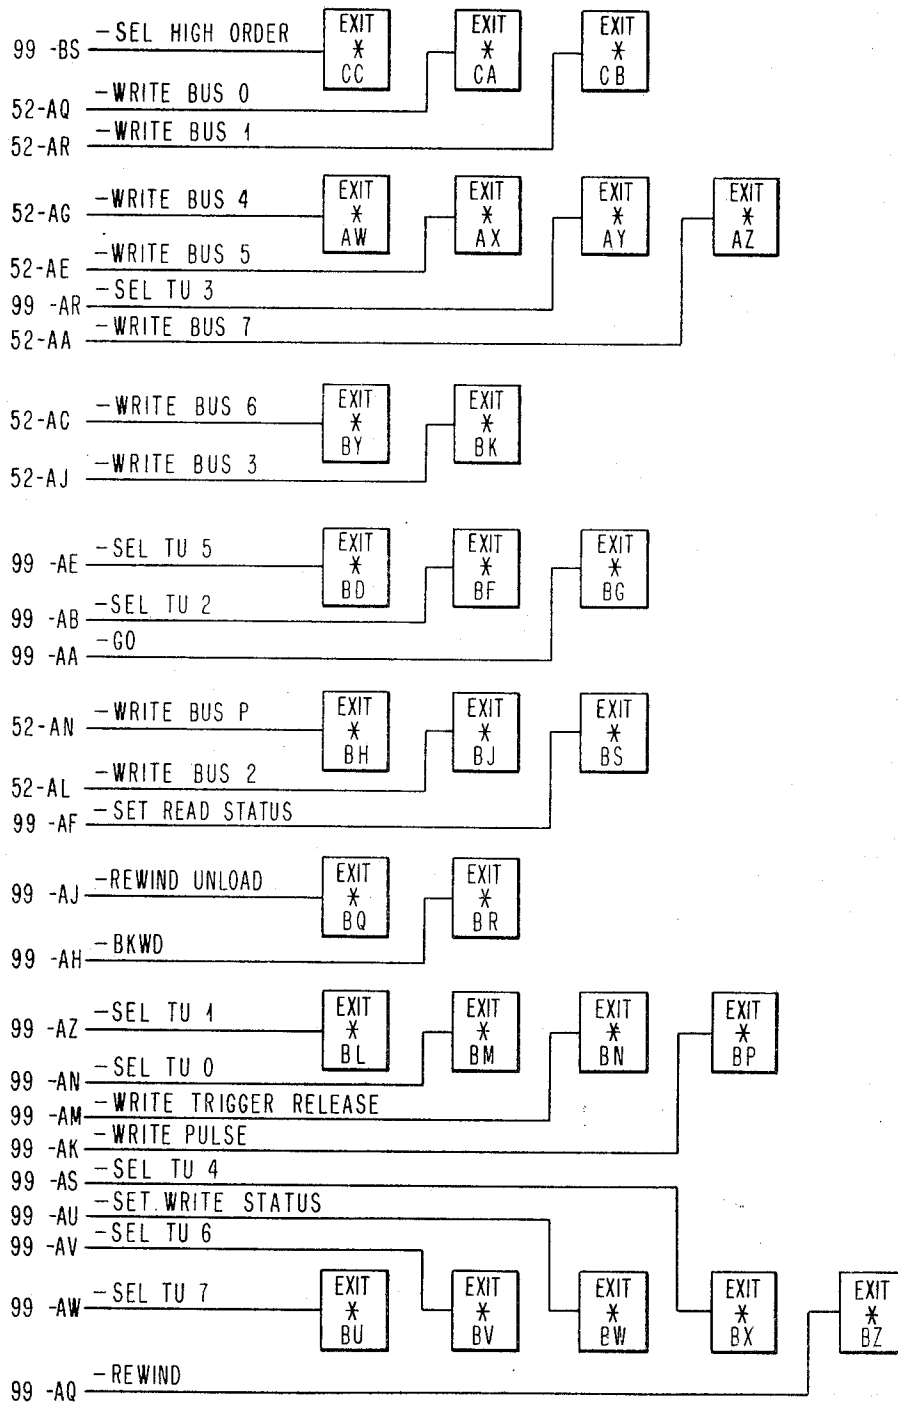 99 -BS -SEL HIGH ORDER EXIT * CC EXIT * CA EXIT * CB
52-AQ -WRITE BUS 0
52-AR -WRITE BUS 1
52-AG -WRITE BUS 4 EXIT * AW EXIT * AX EXIT * AY EXIT * AZ
52-AE -WRITE BUS 5
99 -AR -SEL TU 3
52-AA -WRITE BUS 7
52-AC -WRITE BUS 6 EXIT * BY EXIT * BK
52-AJ -WRITE BUS 3
99 -AE -SEL TU 5 EXIT * BD EXIT * BF EXIT * BG
99 -AB -SEL TU 2
99 -AA -GO
52-AN -WRITE BUS P EXIT * BH EXIT * BJ EXIT * BS
52-AL -WRITE BUS 2
99 -AF -SET READ STATUS
99 -AJ -REWIND UNLOAD EXIT * BQ EXIT * BR
99 -AH -BKWD
99 -AZ -SEL TU 1 EXIT * BL EXIT * BM EXIT * BN EXIT * BP
99 -AN -SEL TU 0
99 -AM -WRITE TRIGGER RELEASE
99 -AK -WRITE PULSE
99 -AS -SEL TU 4
99 -AU -SET WRITE STATUS
99 -AV -SEL TU 6
99 -AW -SEL TU 7 EXIT * BU EXIT * BV EXIT * BW EXIT * BX EXIT * BZ
99 -AQ -REWIND